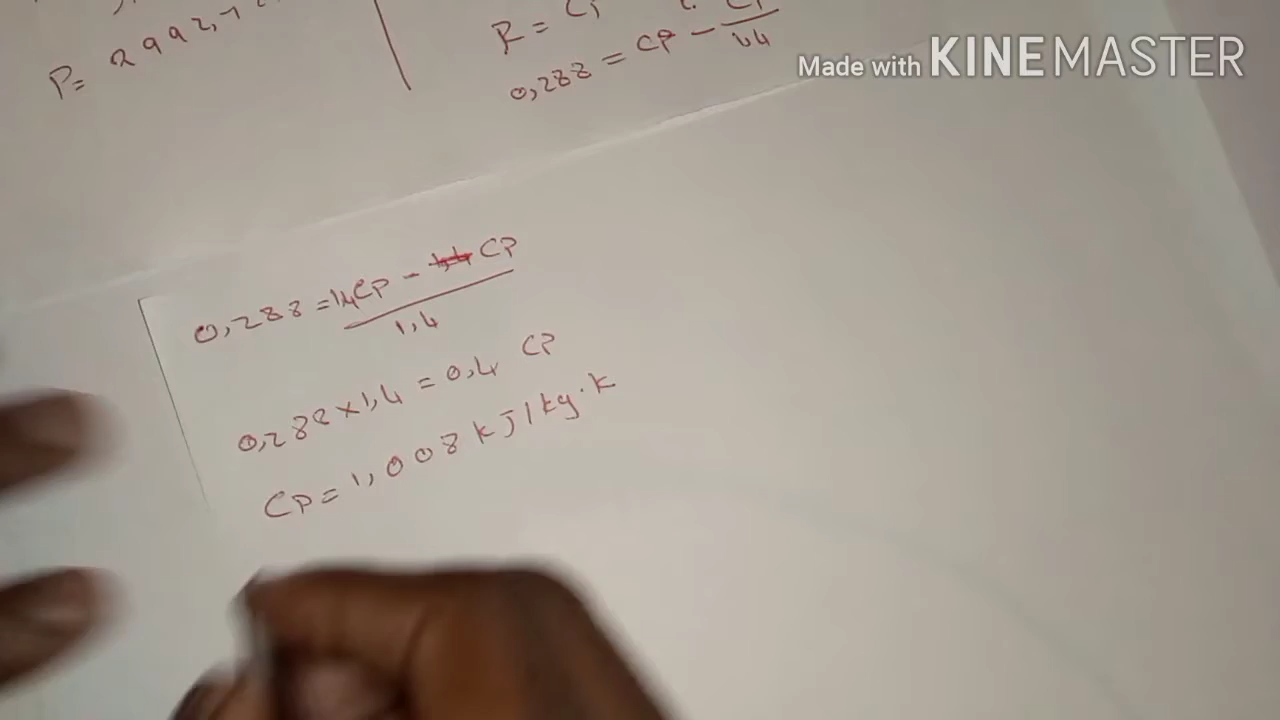 P= 2992,7
R = Cp
0,288 = CP - CP/1,4
Made with KINEMASTER
0,288 = 1,4CP - CP
1,4
0,288 x 1,4 = 0,4 CP
CP = 1,008 kJ/kg.k